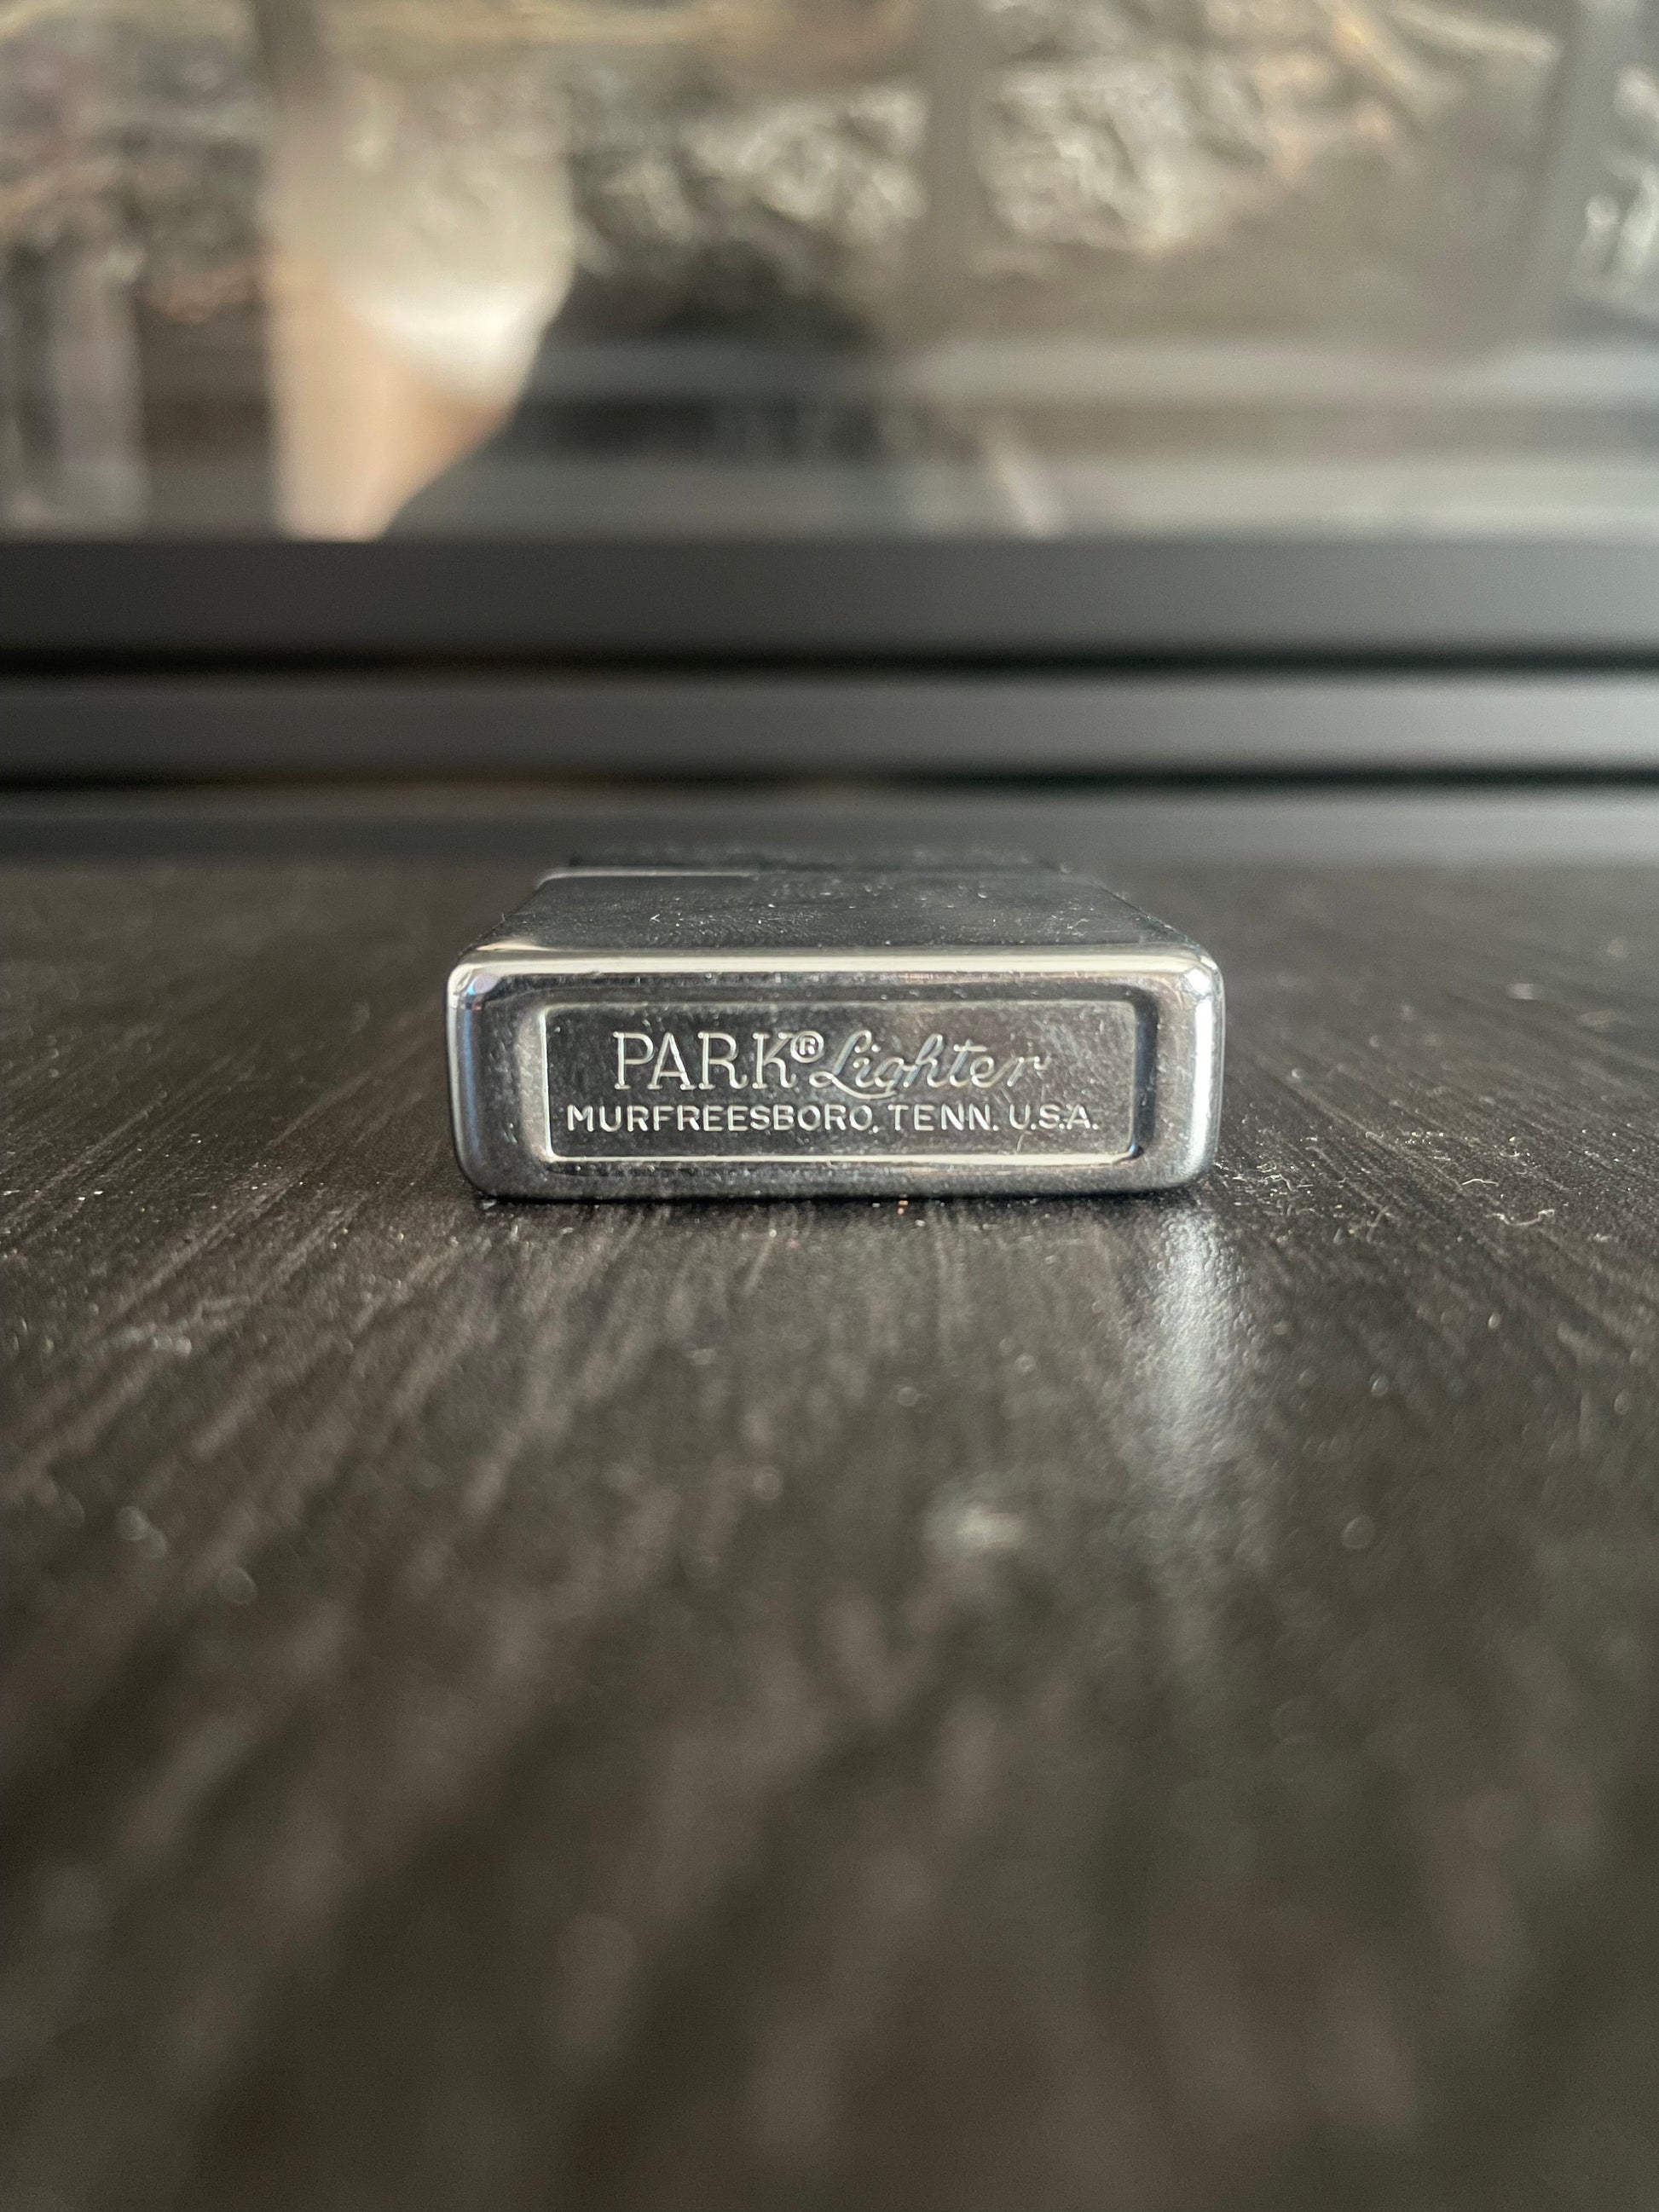 PARK® Lighter
MURFREESBORO, TENN. U.S.A.